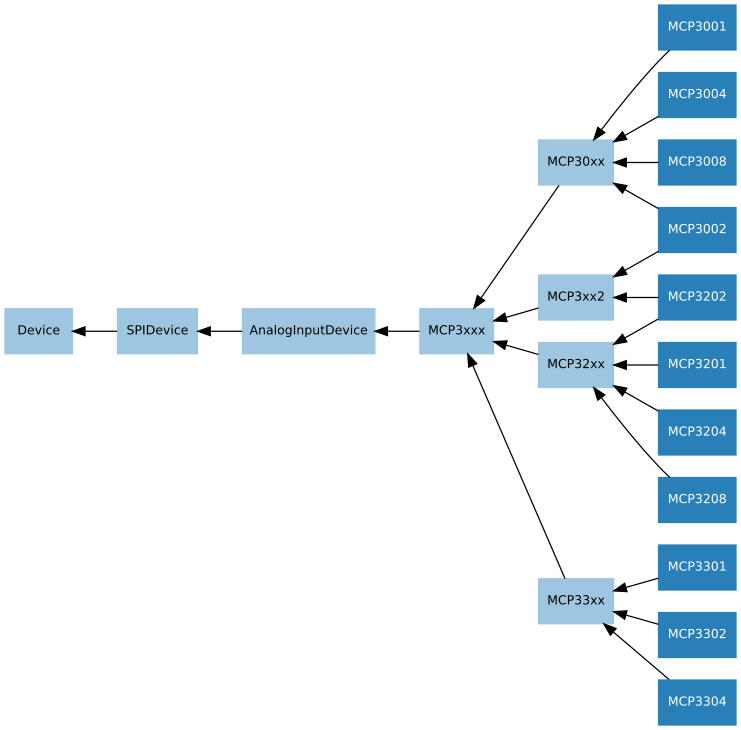 MCP3001
MCP3004
MCP30xx
MCP3008
MCP3002
MCP3xx2
MCP3202
Device
SPIDevice
AnalogInputDevice
MCP3xxx
MCP32xx
MCP3201
MCP3204
MCP3208
MCP3301
MCP33xx
MCP3302
MCP3304